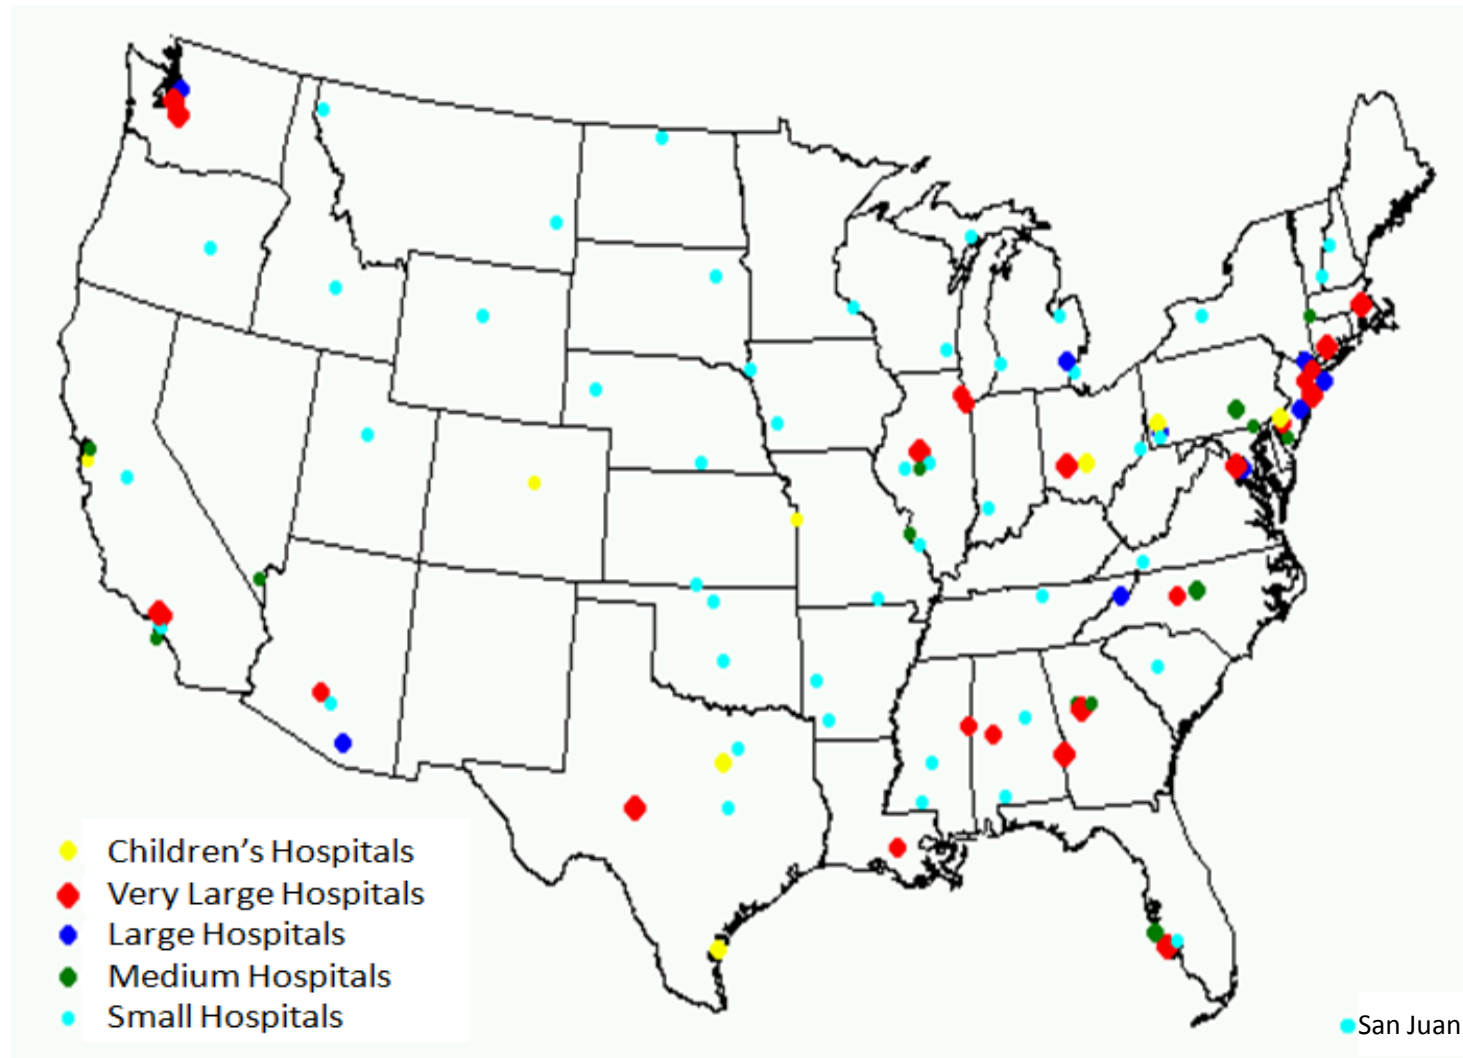 Children’s Hospitals
Very Large Hospitals
Large Hospitals
Medium Hospitals
Small Hospitals
San Juan